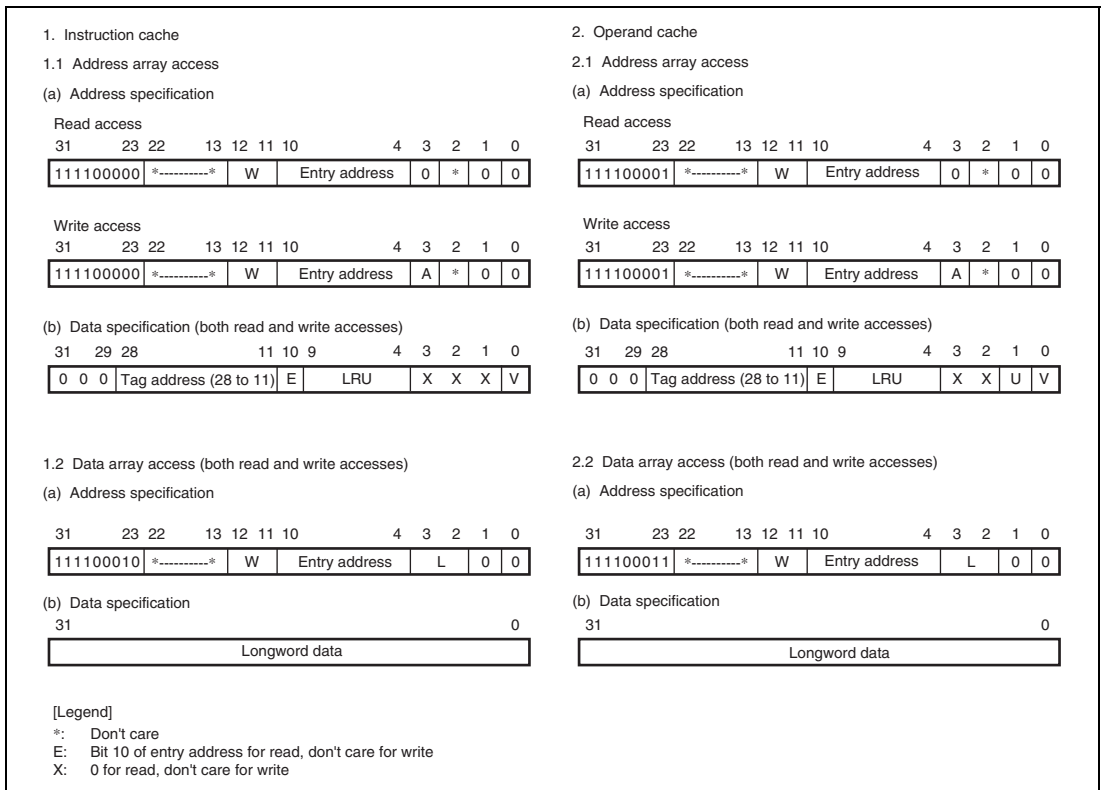 1. Instruction cache
1.1 Address array access
(a) Address specification
Read access
31 23 22 13 12 11 10 4 3 2 1 0
111100000 *----------* W Entry address 0 * 0 0
Write access
31 23 22 13 12 11 10 4 3 2 1 0
111100000 *----------* W Entry address A * 0 0
(b) Data specification (both read and write accesses)
31 29 28 11 10 9 4 3 2 1 0
0 0 0 Tag address (28 to 11) E LRU X X X V
1.2 Data array access (both read and write accesses)
(a) Address specification
31 23 22 13 12 11 10 4 3 2 1 0
111100010 *----------* W Entry address L 0 0
(b) Data specification
31 0
Longword data
2. Operand cache
2.1 Address array access
(a) Address specification
Read access
31 23 22 13 12 11 10 4 3 2 1 0
111100001 *----------* W Entry address 0 * 0 0
Write access
31 23 22 13 12 11 10 4 3 2 1 0
111100001 *----------* W Entry address A * 0 0
(b) Data specification (both read and write accesses)
31 29 28 11 10 9 4 3 2 1 0
0 0 0 Tag address (28 to 11) E LRU X X U V
2.2 Data array access (both read and write accesses)
(a) Address specification
31 23 22 13 12 11 10 4 3 2 1 0
111100011 *----------* W Entry address L 0 0
(b) Data specification
31 0
Longword data
[Legend]
*: Don't care
E: Bit 10 of entry address for read, don't care for write
X: 0 for read, don't care for write